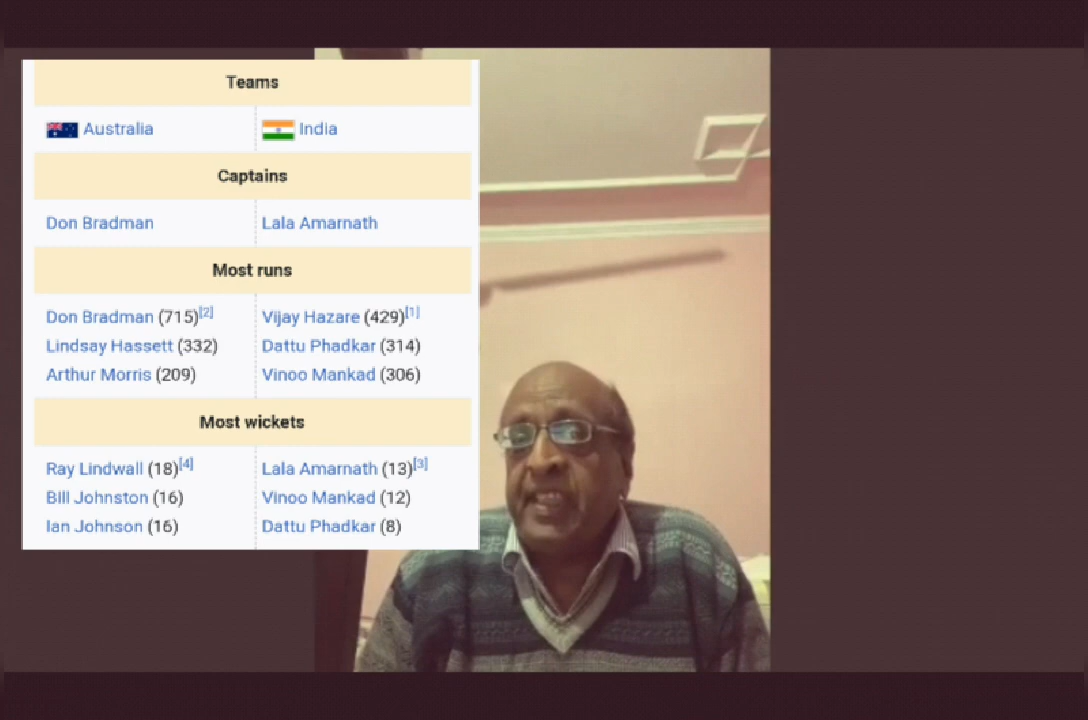 Teams
Australia India
Captains
Don Bradman Lala Amarnath
Most runs
Don Bradman (715)[2] Vijay Hazare (429)[1]
Lindsay Hassett (332) Dattu Phadkar (314)
Arthur Morris (209) Vinoo Mankad (306)
Most wickets
Ray Lindwall (18)[4] Lala Amarnath (13)[3]
Bill Johnston (16) Vinoo Mankad (12)
Ian Johnson (16) Dattu Phadkar (8)